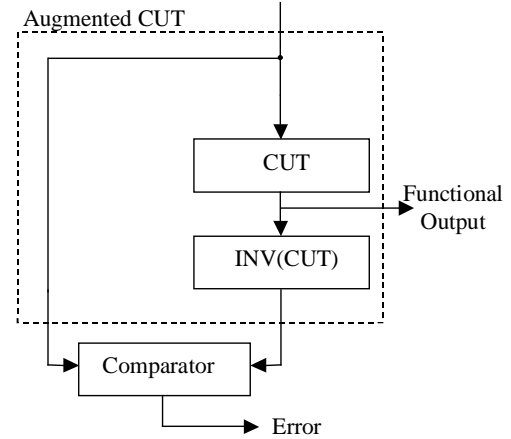 Augmented CUT
CUT
Functional
Output
INV(CUT)
Comparator
Error